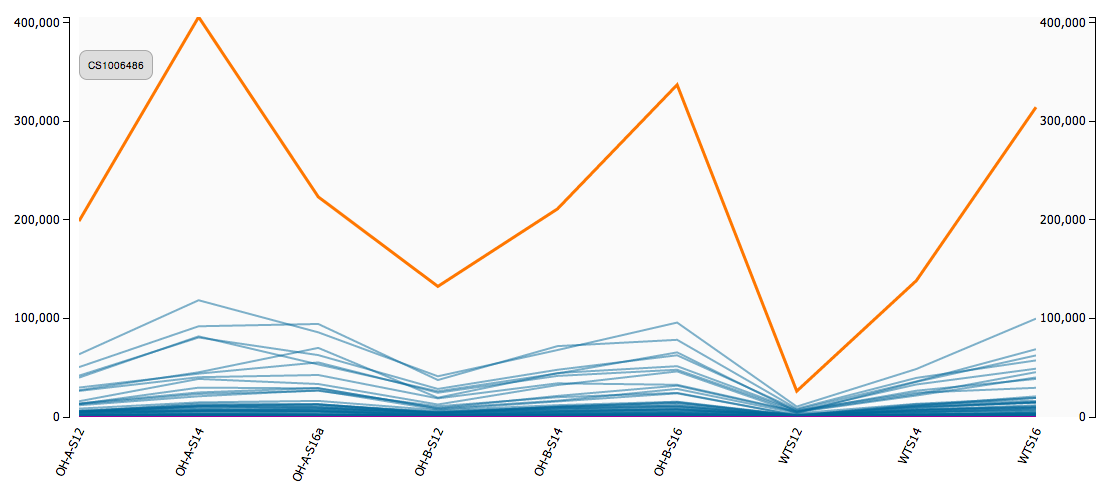 400,000
400,000
CS1006486
300,000
300,000
200,000
200,000
100,000
100,000
0
0
OH-A-S12
OH-A-S14
OH-A-S16a
OH-B-S12
OH-B-S14
OH-B-S16
WTS12
WTS14
WTS16